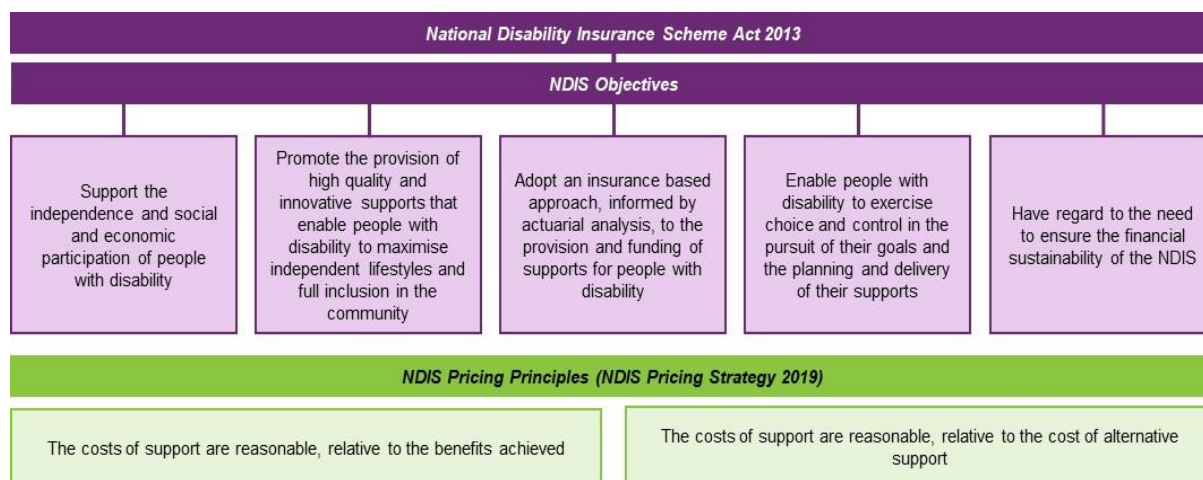 National Disability Insurance Scheme Act 2013
NDIS Objectives
Support the
independence and social
and economic
participation of people
with disability
Promote the provision of
high quality and
innovative supports that
enable people with
disability to maximise
independent lifestyles and
full inclusion in the
community
Adopt an insurance based
approach, informed by
actuarial analysis, to the
provision and funding of
supports for people with
disability
Enable people with
disability to exercise
choice and control in the
pursuit of their goals and
the planning and delivery
of their supports
Have regard to the need
to ensure the financial
sustainability of the NDIS
NDIS Pricing Principles (NDIS Pricing Strategy 2019)
The costs of support are reasonable, relative to the benefits achieved
The costs of support are reasonable, relative to the cost of alternative
support